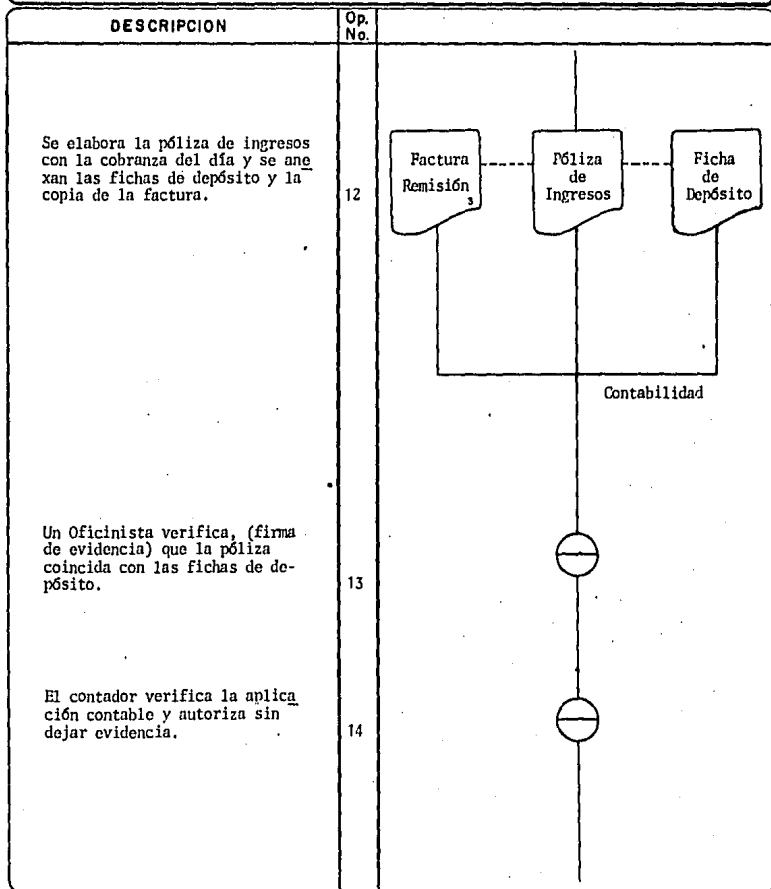 DESCRIPCION
Op.
No.
Se elabora la póliza de ingresos
con la cobranza del día y se ane
xan las fichas de depósito y la
copia de la factura.
12
Factura
Remisión
3
Póliza
de
Ingresos
Ficha
de
Depósito
Contabilidad
Un Oficinista verifica, (firma
de evidencia) que la póliza
coincida con las fichas de de-
pósito.
13
El contador verifica la aplica
ción contable y autoriza sin
dejar evidencia.
14